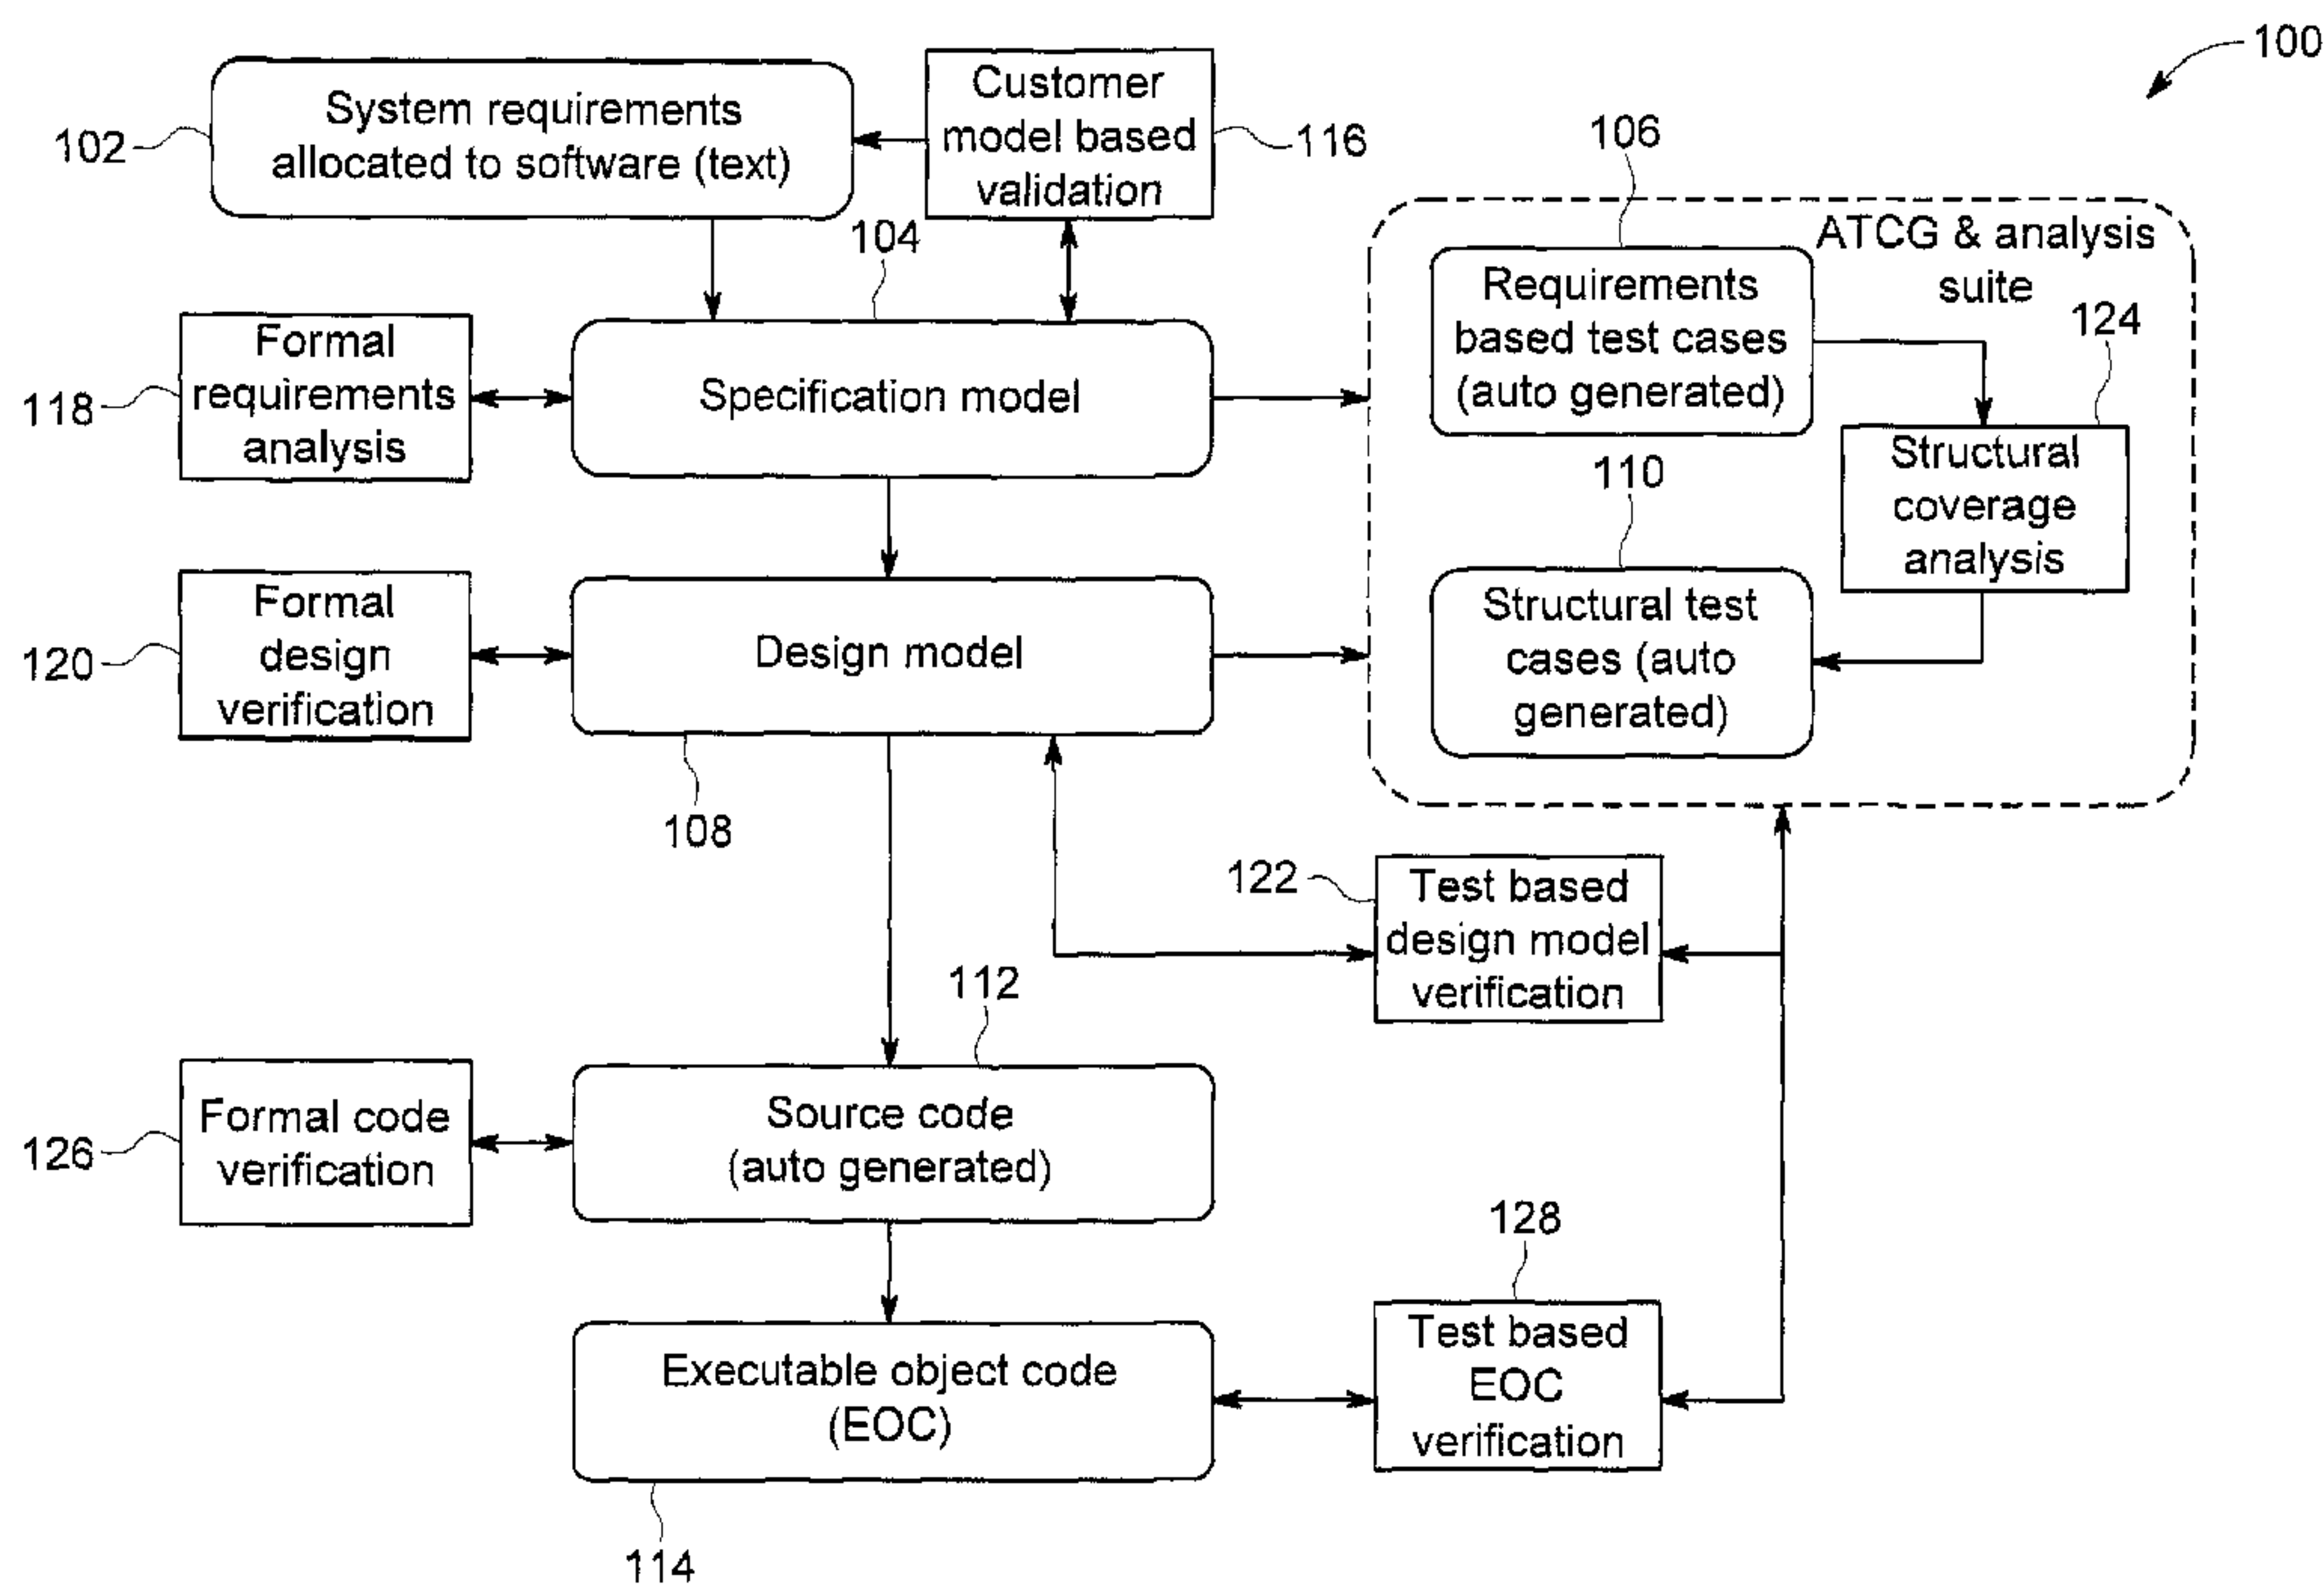 100
System requirements
allocated to software (text)
102
Customer
model based
validation
116
104
106
ATCG & analysis
suite
Requirements
based test cases
(auto generated)
124
Formal
requirements
analysis
118
Specification model
Structural
coverage
analysis
110
Structural test
cases (auto
generated)
Formal
design
verification
120
Design model
108
122
Test based
design model
verification
112
Formal code
verification
126
Source code
(auto generated)
128
Executable object code
(EOC)
Test based
EOC
verification
114